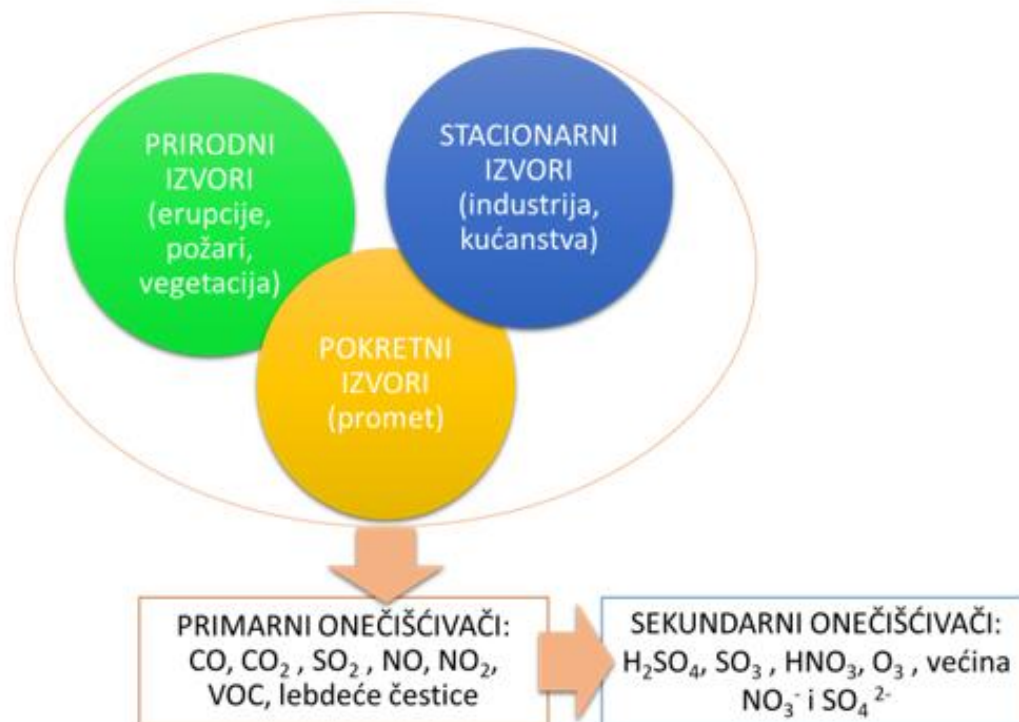 PRIRODNI
IZVORI
(erupcije,
požari,
vegetacija)
STACIONARNI
IZVORI
(industrija,
kućanstva)
POKRETNI
IZVORI
(promet)
PRIMARNI ONEČIŠĆIVAČI:
CO, CO₂ , SO₂ , NO, NO₂,
VOC, lebdeće čestice
SEKUNDARNI ONEČIŠĆIVAČI:
H₂SO₄, SO₃ , HNO₃, O₃ , većina
NO₃⁻ i SO₄ ²⁻